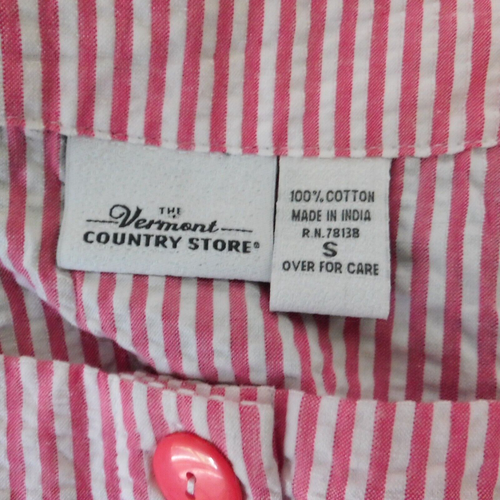 THE
Vermont
COUNTRY STORE®
100% COTTON
MADE IN INDIA
R.N. 78138
S
OVER FOR CARE